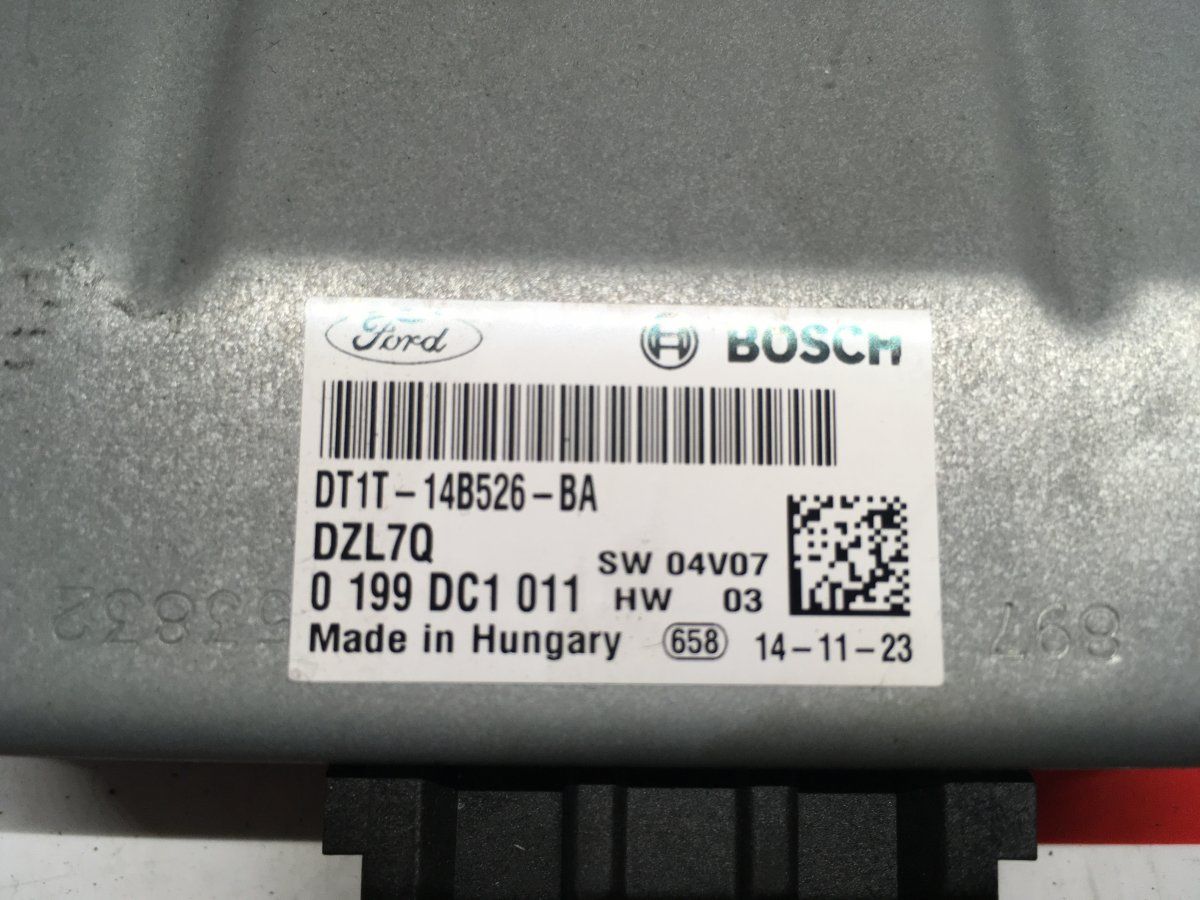 Ford BOSCH
DT1T-14B526-BA
DZL7Q
SW 04V07
0 199 DC1 011 HW 03
Made in Hungary 658 14-11-23
897